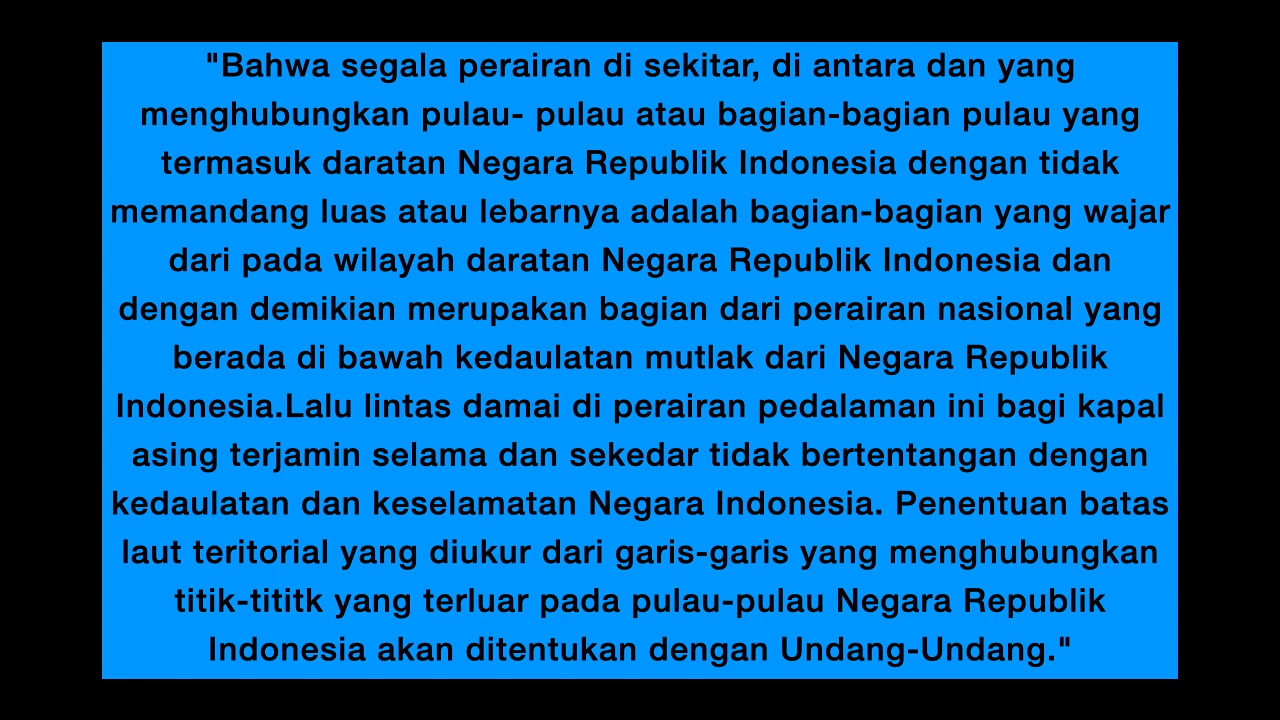 "Bahwa segala perairan di sekitar, di antara dan yang
menghubungkan pulau- pulau atau bagian-bagian pulau yang
termasuk daratan Negara Republik Indonesia dengan tidak
memandang luas atau lebarnya adalah bagian-bagian yang wajar
dari pada wilayah daratan Negara Republik Indonesia dan
dengan demikian merupakan bagian dari perairan nasional yang
berada di bawah kedaulatan mutlak dari Negara Republik
Indonesia.Lalu lintas damai di perairan pedalaman ini bagi kapal
asing terjamin selama dan sekedar tidak bertentangan dengan
kedaulatan dan keselamatan Negara Indonesia. Penentuan batas
laut teritorial yang diukur dari garis-garis yang menghubungkan
titik-tititk yang terluar pada pulau-pulau Negara Republik
Indonesia akan ditentukan dengan Undang-Undang."